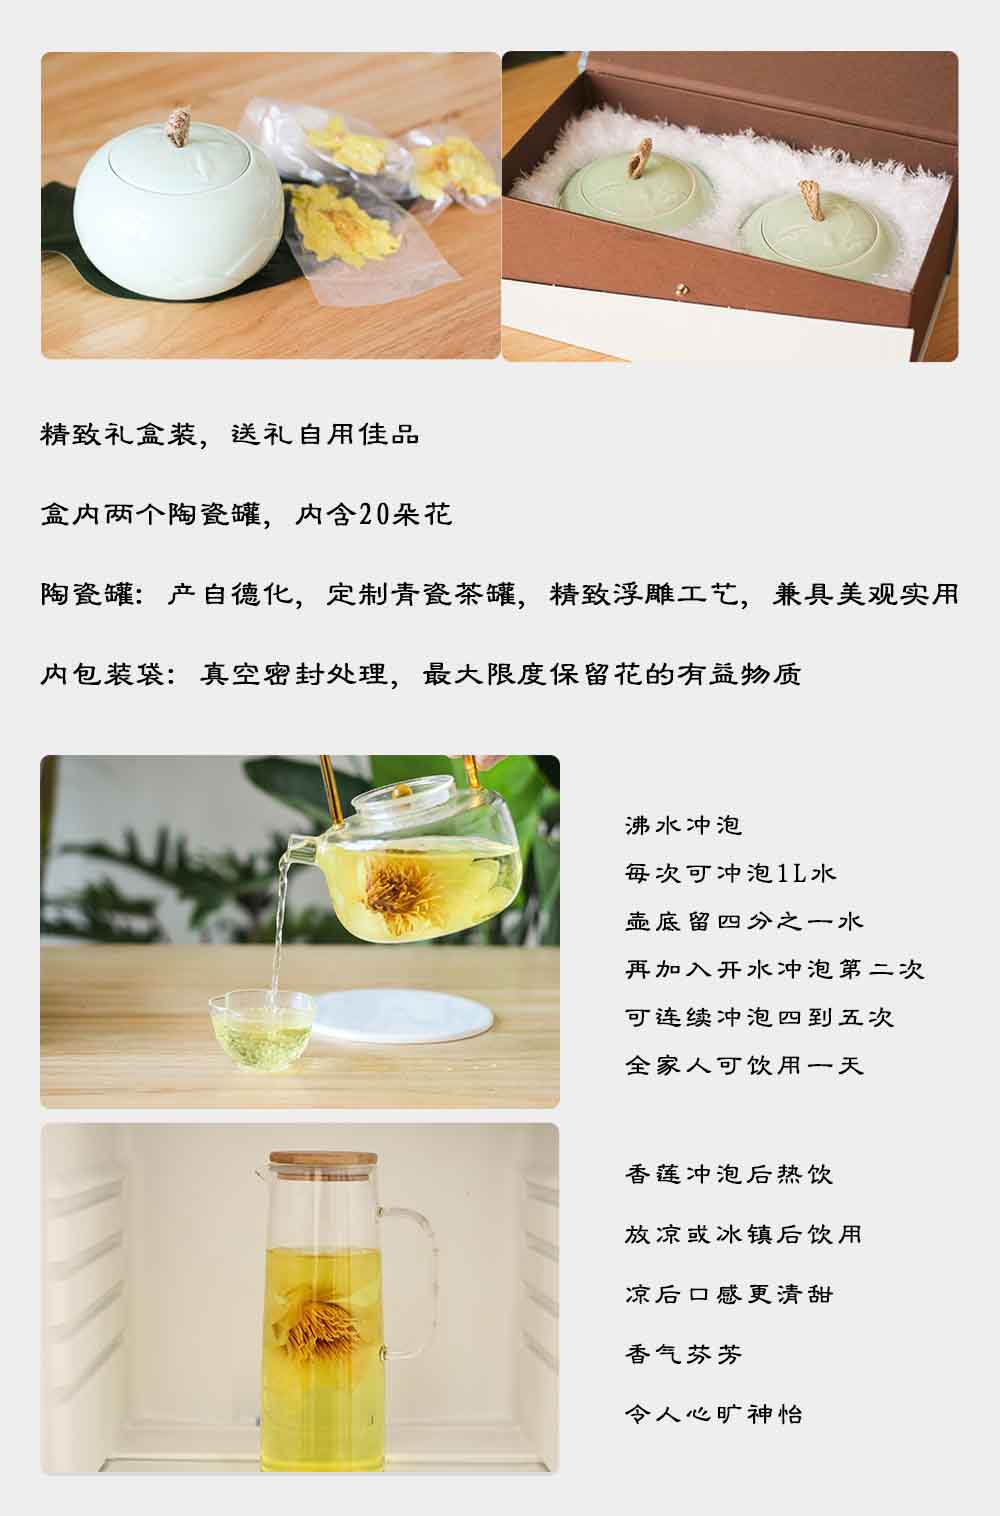 精致礼盒装，送礼自用佳品
盒内两个陶瓷罐，内含20朵花
陶瓷罐：产自德化，定制青瓷茶罐，精致浮雕工艺，兼具美观实用
内包装袋：真空密封处理，最大限度保留花的有益物质
沸水冲泡
每次可冲泡1L水
壶底留四分之一水
再加入开水冲泡第二次
可连续冲泡四到五次
全家人可饮用一天
香莲冲泡后热饮
放凉或冰镇后饮用
凉后口感更清甜
香气芬芳
令人心旷神怡